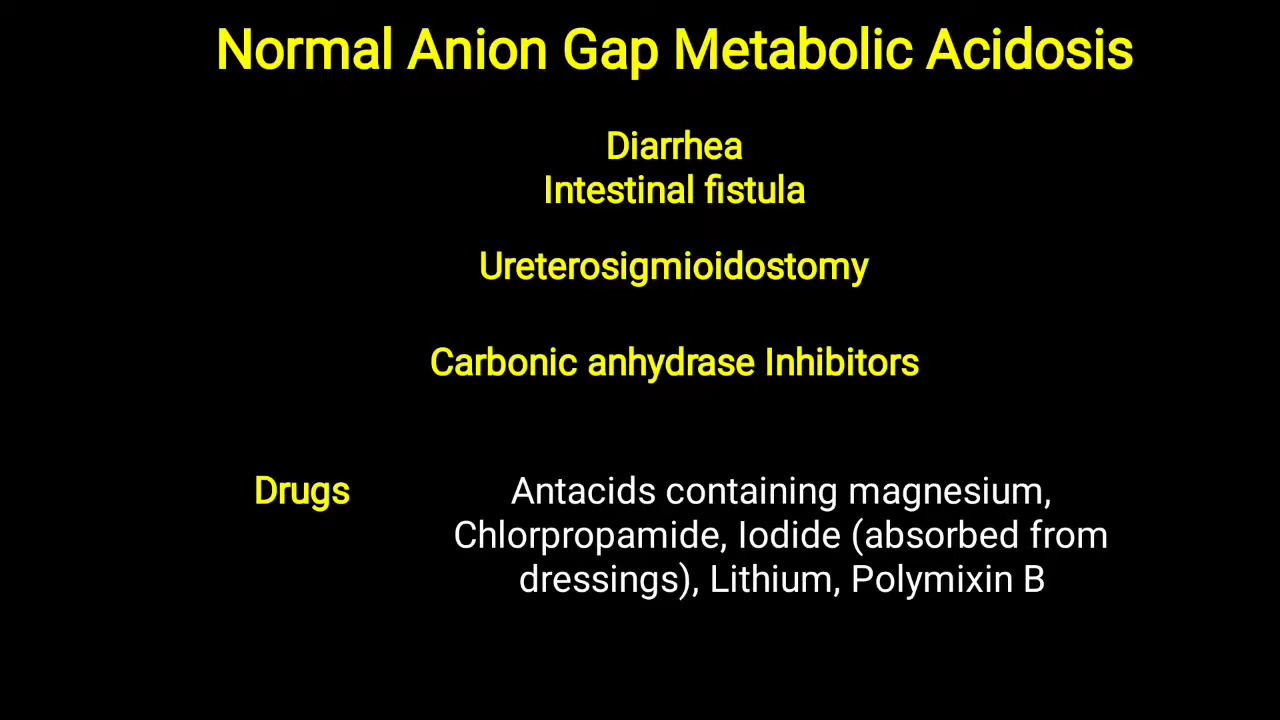 Normal Anion Gap Metabolic Acidosis
Diarrhea
Intestinal fistula
Ureterosigmioidostomy
Carbonic anhydrase Inhibitors
Drugs
Antacids containing magnesium,
Chlorpropamide, Iodide (absorbed from
dressings), Lithium, Polymixin B